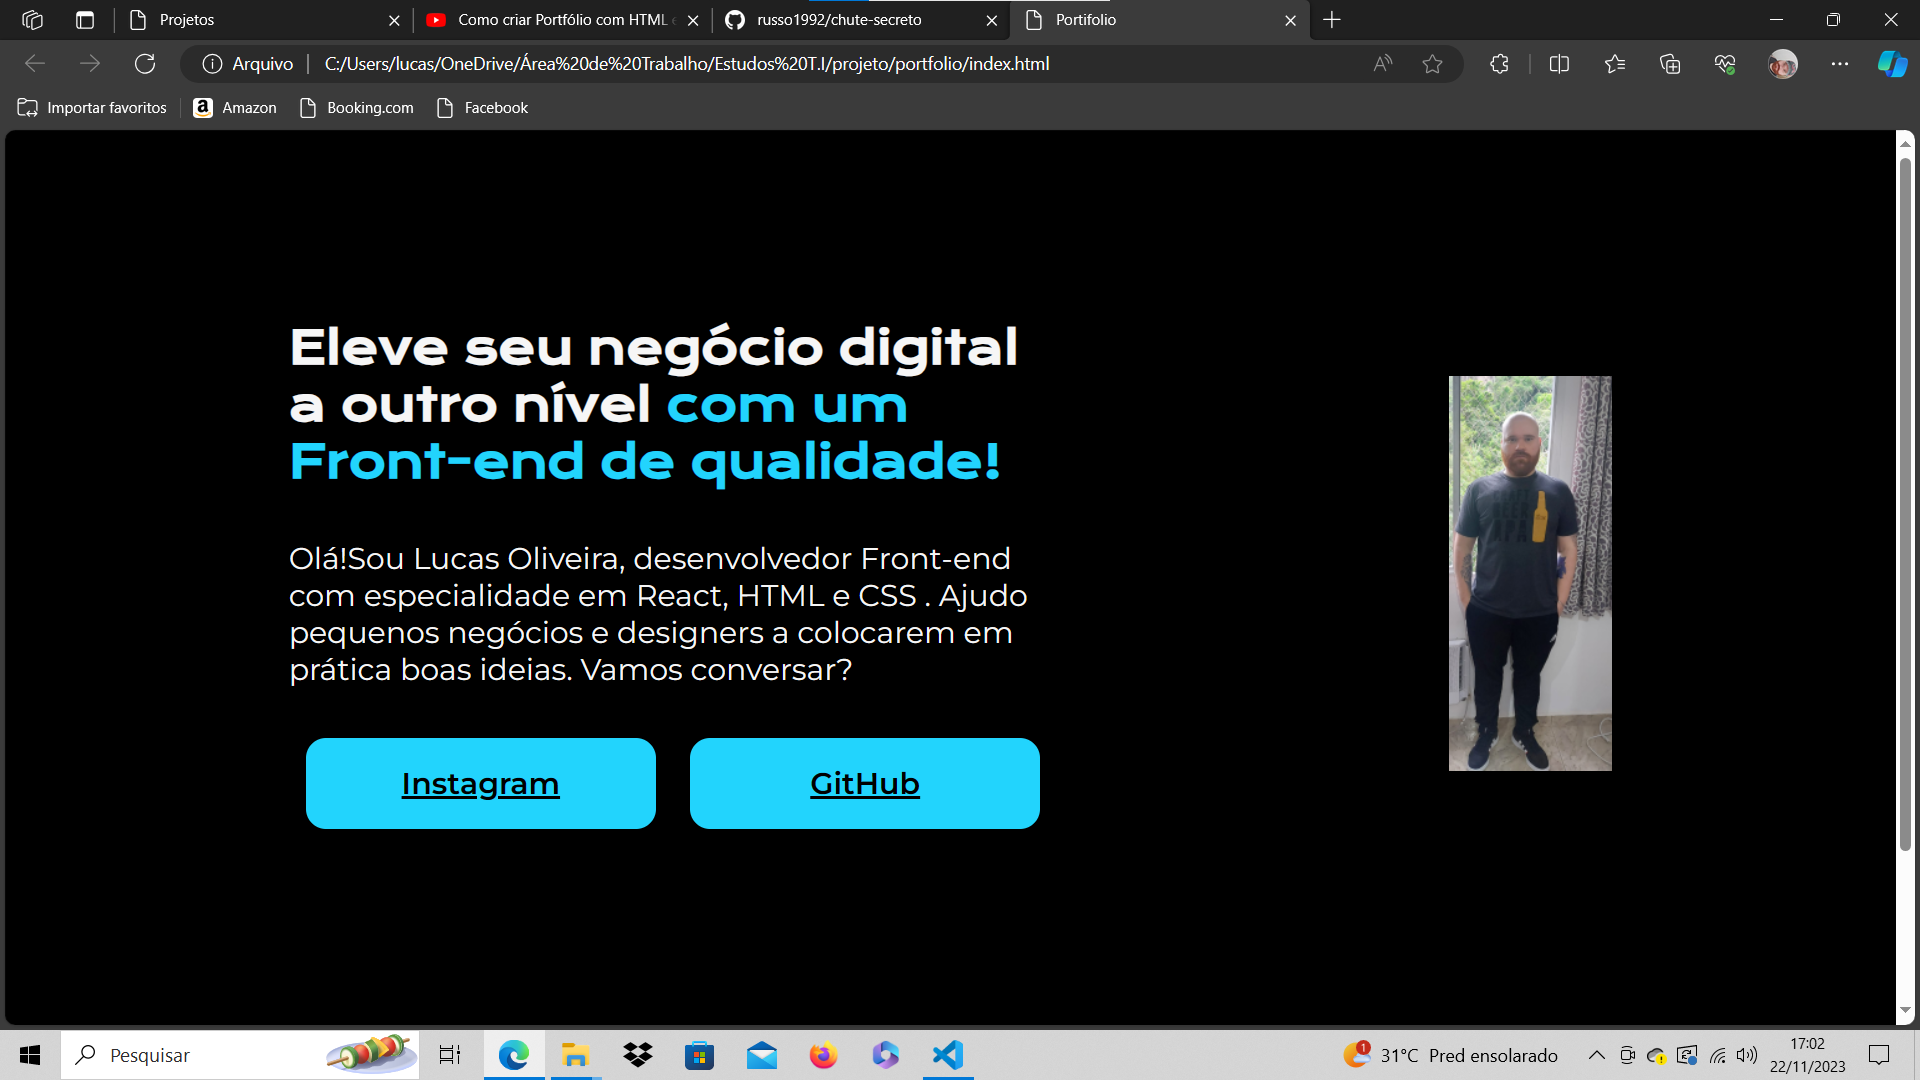 Projetos
Como criar Portfólio com HTML e
russo1992/chute-secreto
Portifolio
Arquivo
C:/Users/lucas/OneDrive/Área%20de%20Trabalho/Estudos%20T.I/projeto/portfolio/index.html
Importar favoritos
Amazon
Booking.com
Facebook
Eleve seu negócio digital
a outro nível com um
Front-end de qualidade!
Olá!Sou Lucas Oliveira, desenvolvedor Front-end
com especialidade em React, HTML e CSS . Ajudo
pequenos negócios e designers a colocarem em
prática boas ideias. Vamos conversar?
Instagram
GitHub
Pesquisar
1
31°C Pred ensolarado
17:02
22/11/2023